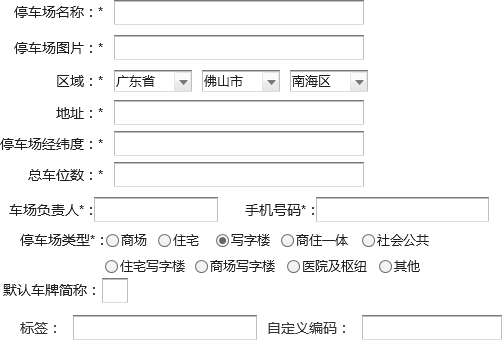 停车场名称：*
停车场图片：*
区域：* 广东省 佛山市 南海区
地址：*
停车场经纬度：*
总车位数：*
车场负责人*： 手机号码*：
停车场类型*： 商场 住宅 写字楼 商住一体 社会公共
住宅写字楼 商场写字楼 医院及枢纽 其他
默认车牌简称：
标签： 自定义编码：